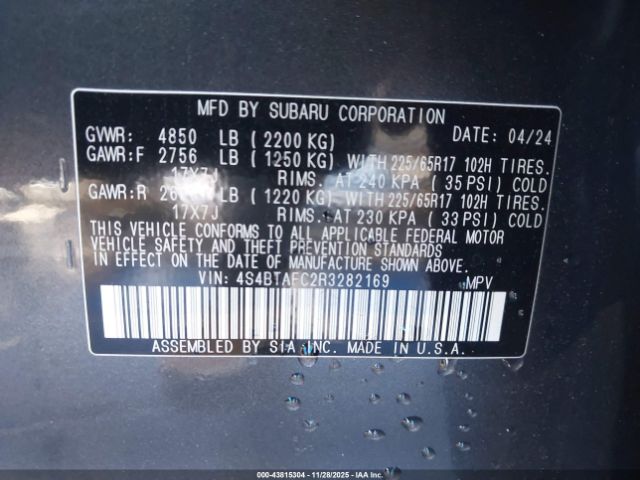 MFD BY SUBARU CORPORATION
GVWR: 4850 LB ( 2200 KG) DATE: 04/24
GAWR:F 2756 LB ( 1250 KG) WITH 225/65R17 102H TIRES.
17X7J RIMS. AT 240 KPA ( 35 PSI) COLD
GAWR:R LB ( 1220 KG) WITH 225/65R17 102H TIRES.
17X7J RIMS. AT 230 KPA ( 33 PSI) COLD
THIS VEHICLE CONFORMS TO ALL APPLICABLE FEDERAL MOTOR
VEHICLE SAFETY AND THEFT PREVENTION STANDARDS
IN EFFECT ON THE DATE OF MANUFACTURE SHOWN ABOVE.
VIN: 4S4BTAFC2R3282169 MPV
ASSEMBLED BY SIA, INC. MADE IN U.S.A.
000-43815304 | 11/28/2025 | IAAI.COM